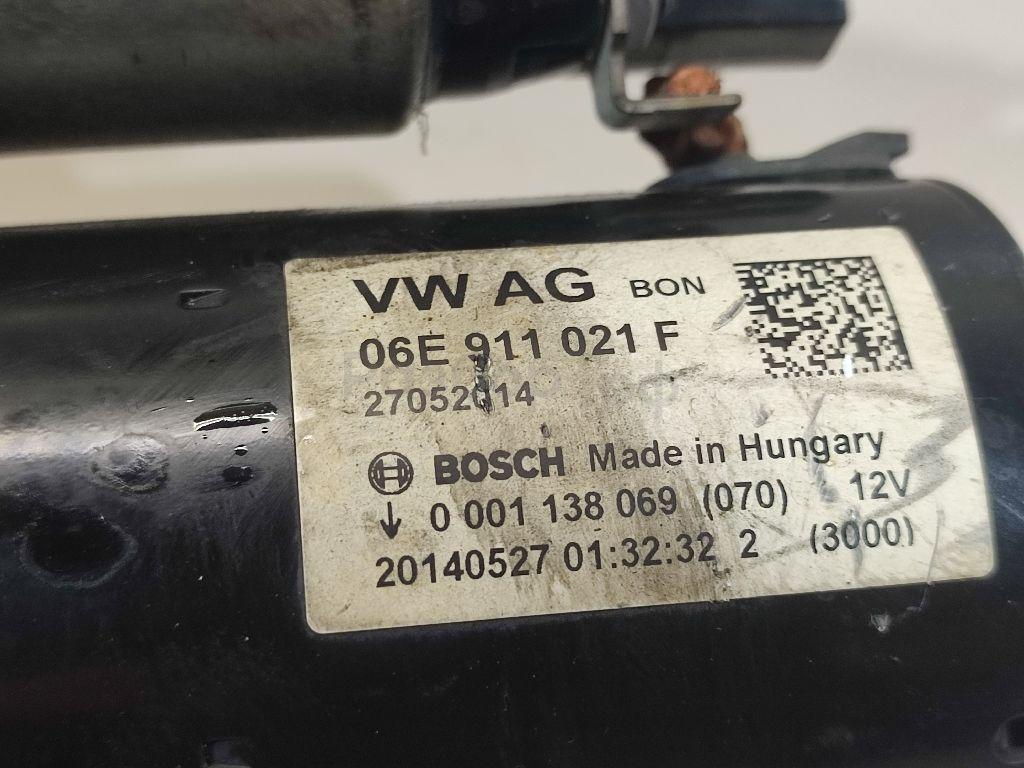 VW AG BON
06E 911 021 F
27052014
BOSCH Made in Hungary
0 001 138 069 (070) 12V
20140527 01:32:32 2 (3000)